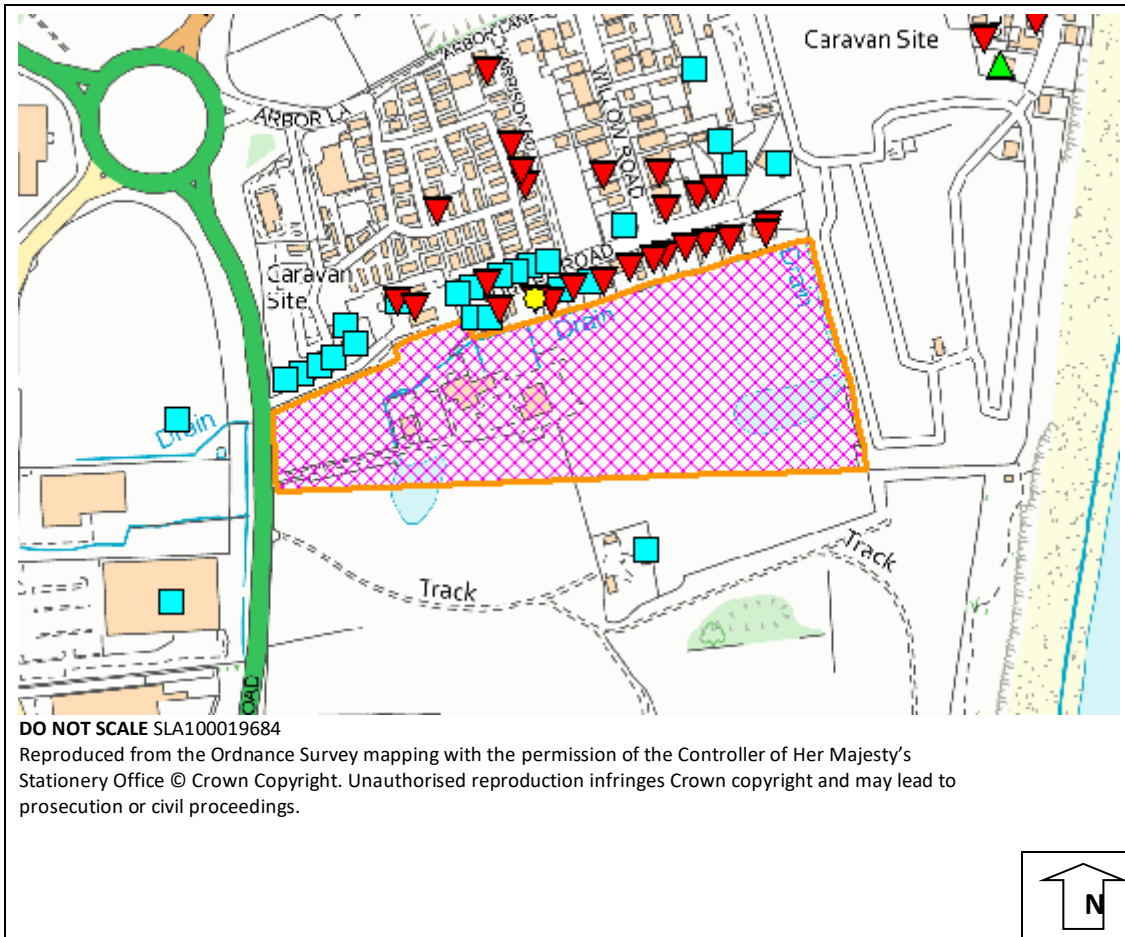 ARBOR LANE
Caravan Site
ARBOR LA
WILTON ROAD
ROAD
Caravan
Site
Drain
Drain
Drain
Track
Track
OAD
DO NOT SCALE SLA100019684
Reproduced from the Ordnance Survey mapping with the permission of the Controller of Her Majesty's
Stationery Office © Crown Copyright. Unauthorised reproduction infringes Crown copyright and may lead to
prosecution or civil proceedings.
N